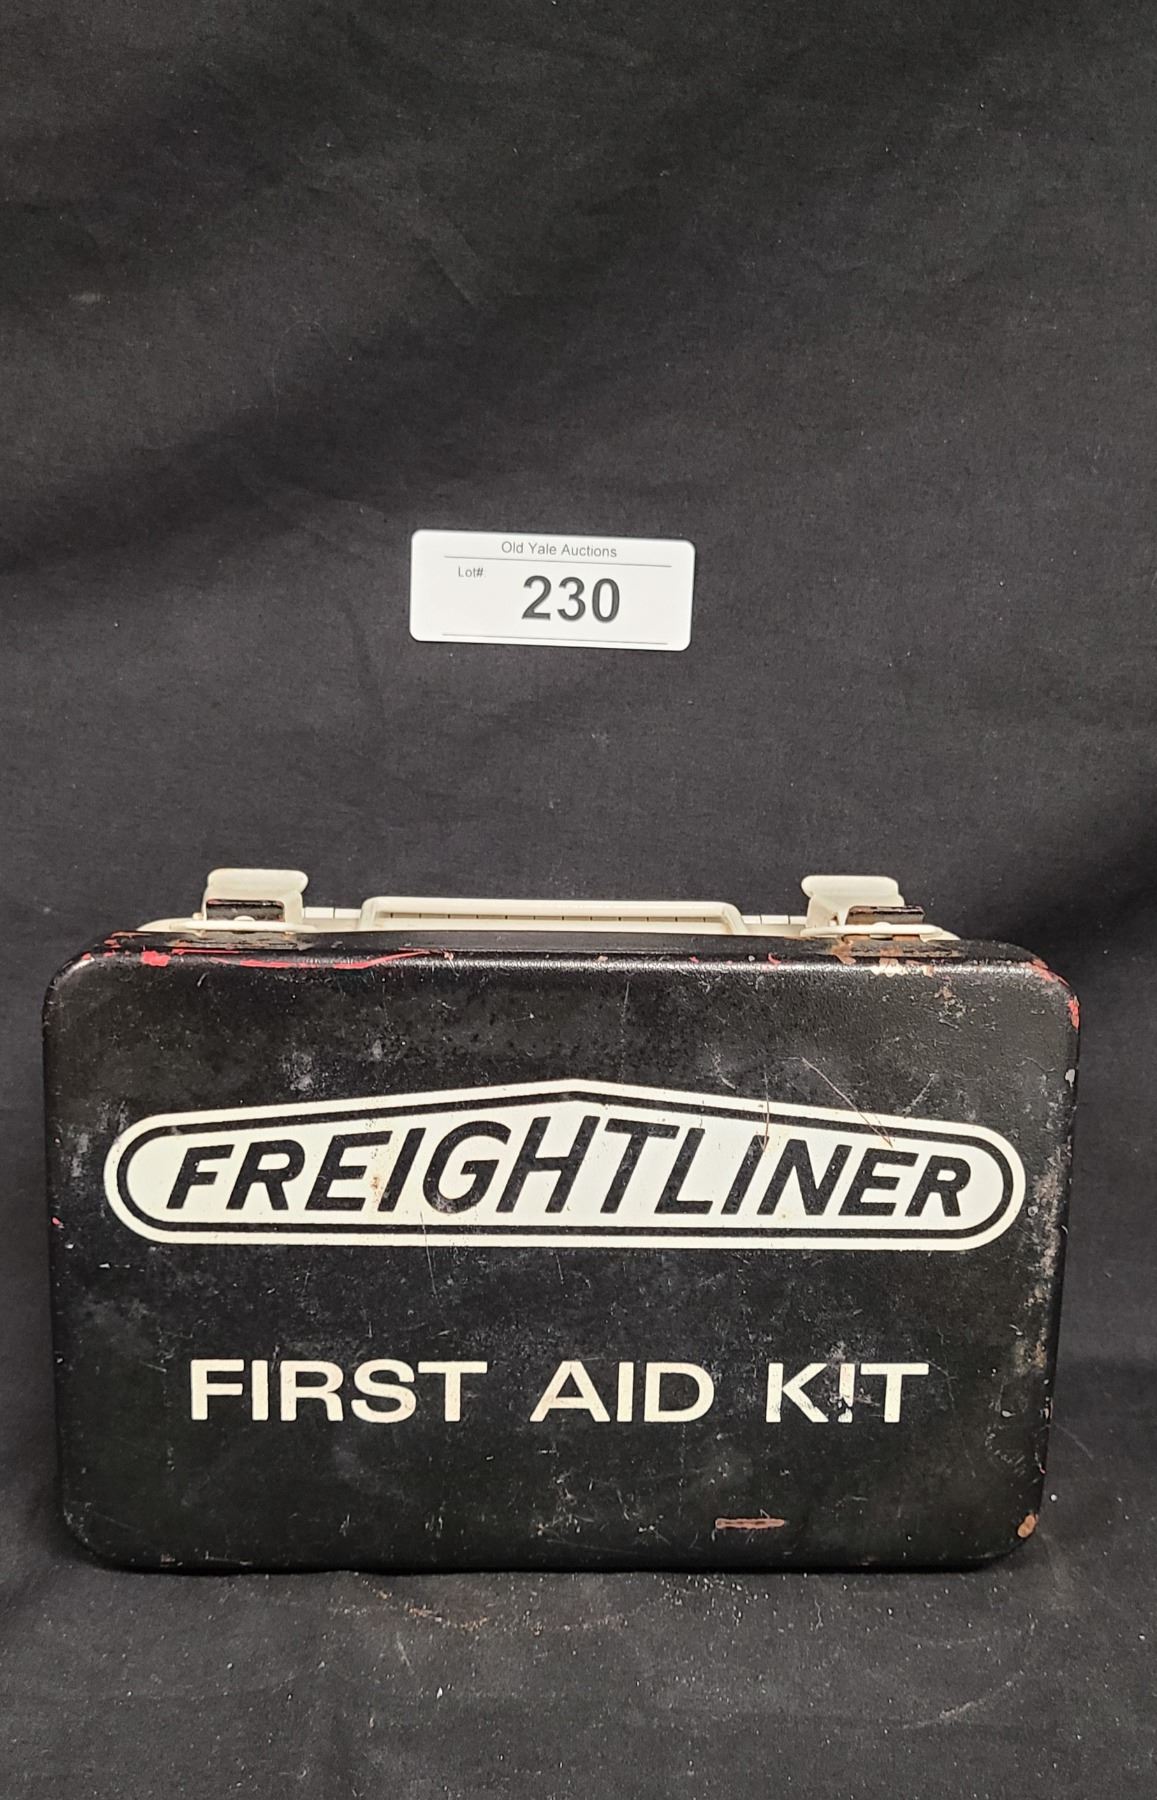 Old Yale Auctions
Lot# 230
FREIGHTLINER
FIRST AID KIT